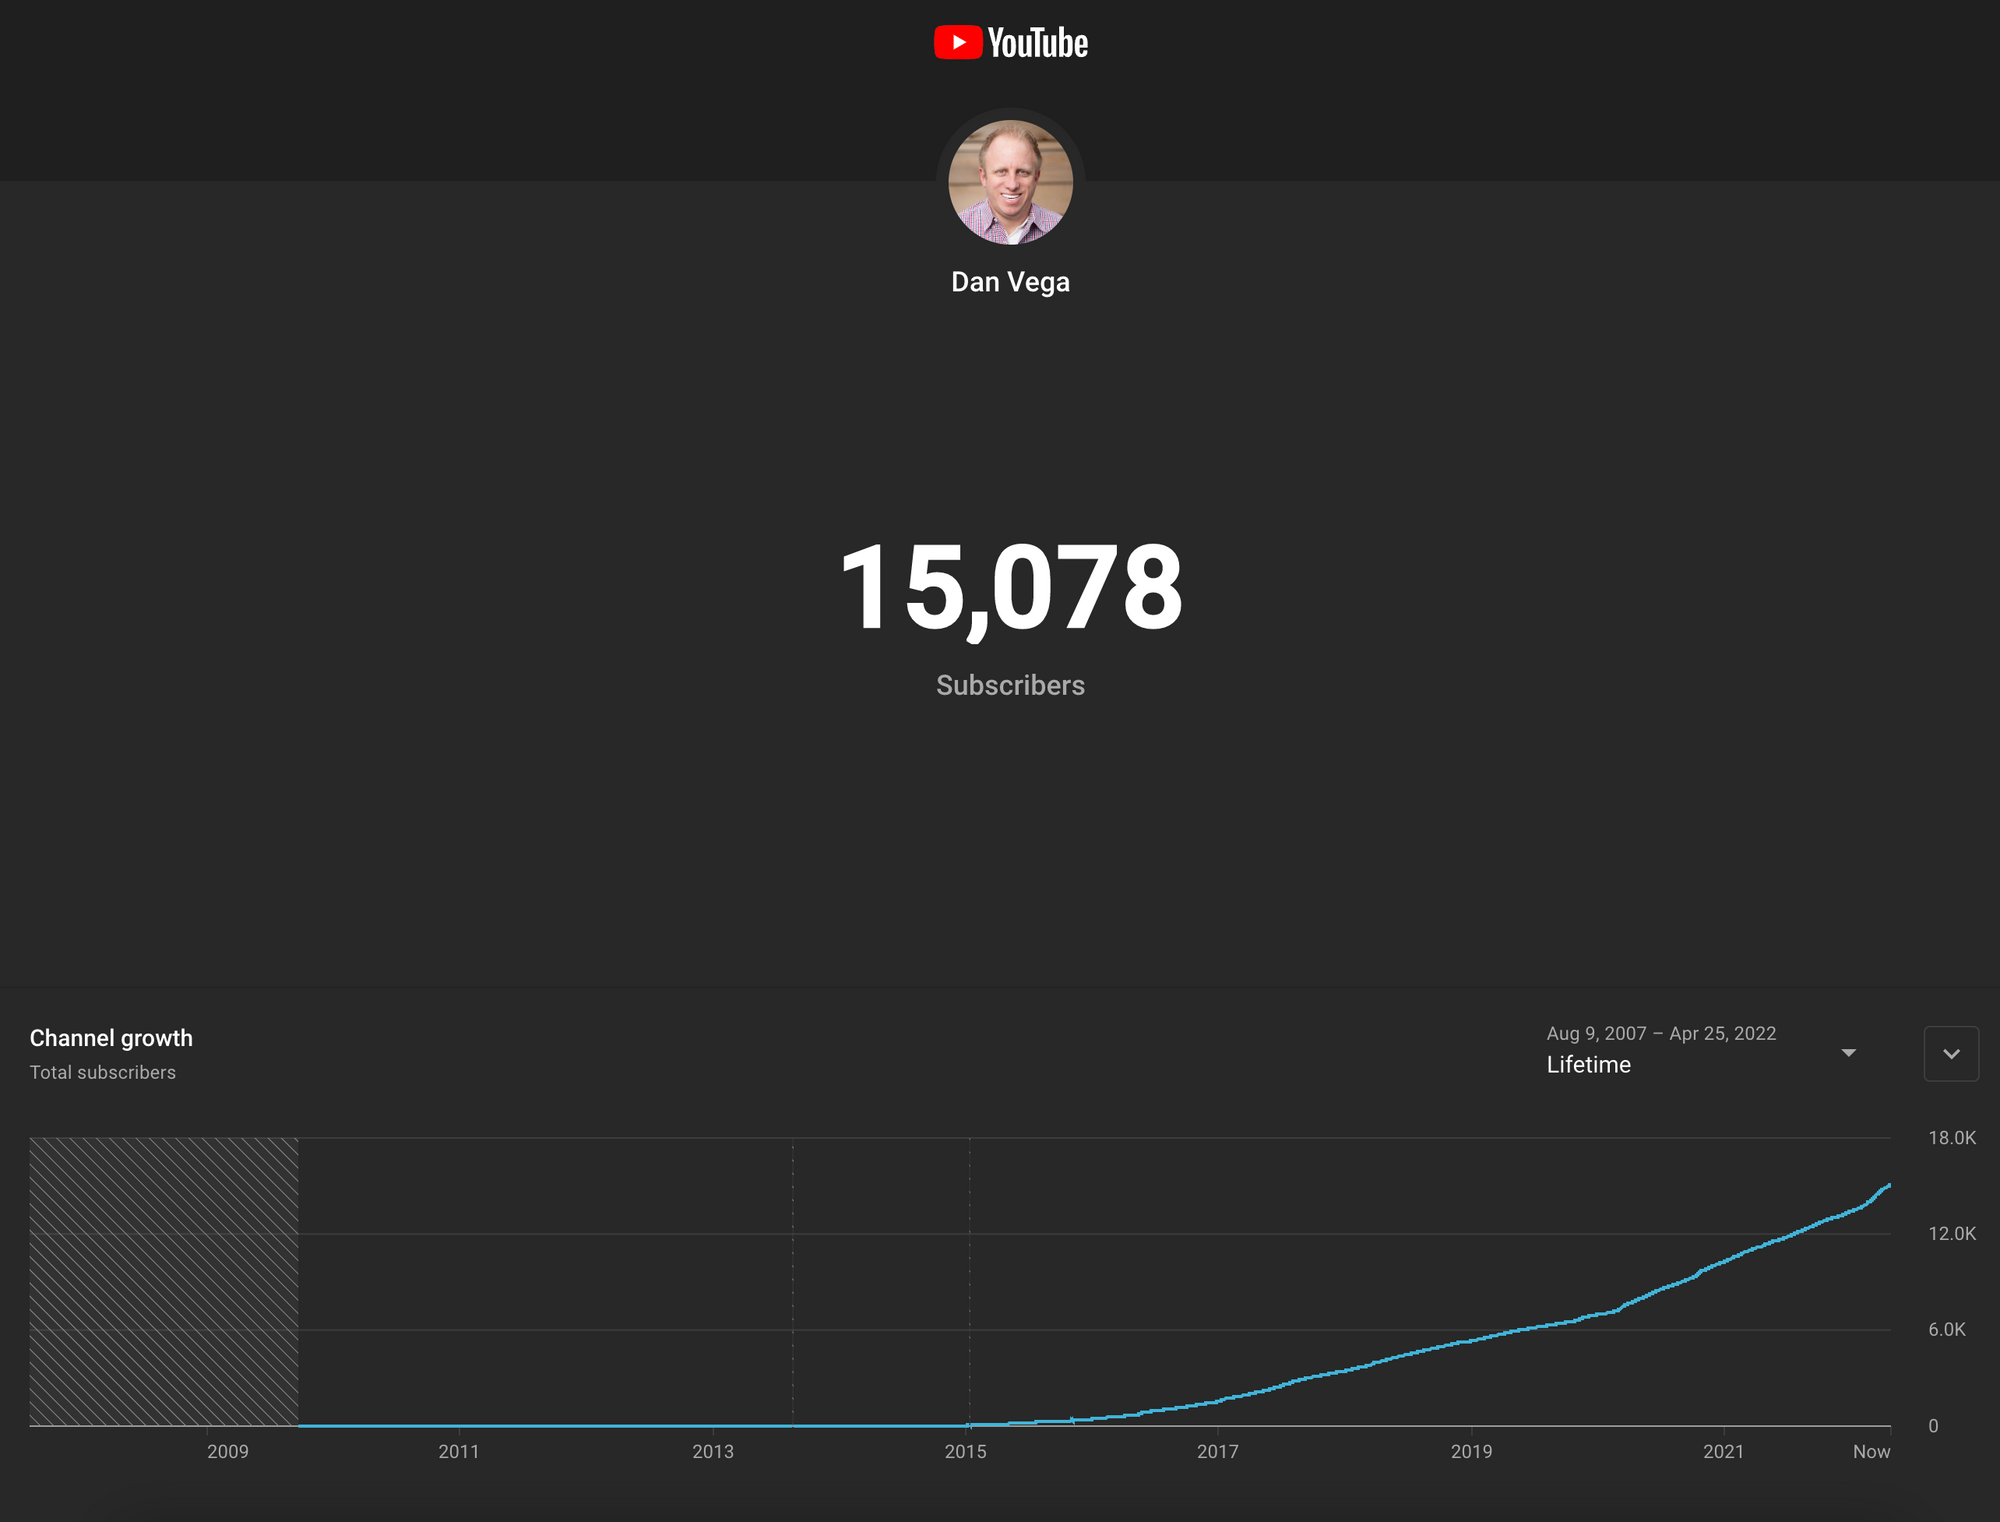 YouTube
Dan Vega
15,078
Subscribers
Channel growth
Total subscribers
Aug 9, 2007 – Apr 25, 2022
Lifetime
18.0K
12.0K
6.0K
0
2009 2011 2013 2015 2017 2019 2021 Now